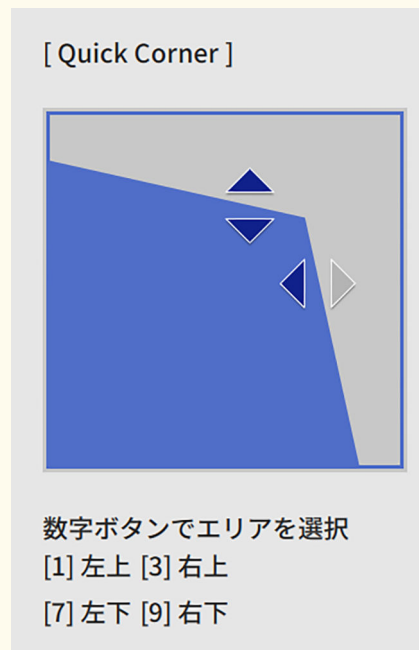 [ Quick Corner ]
数字ボタンでエリアを選択
[1] 左上 [3] 右上
[7] 左下 [9] 右下